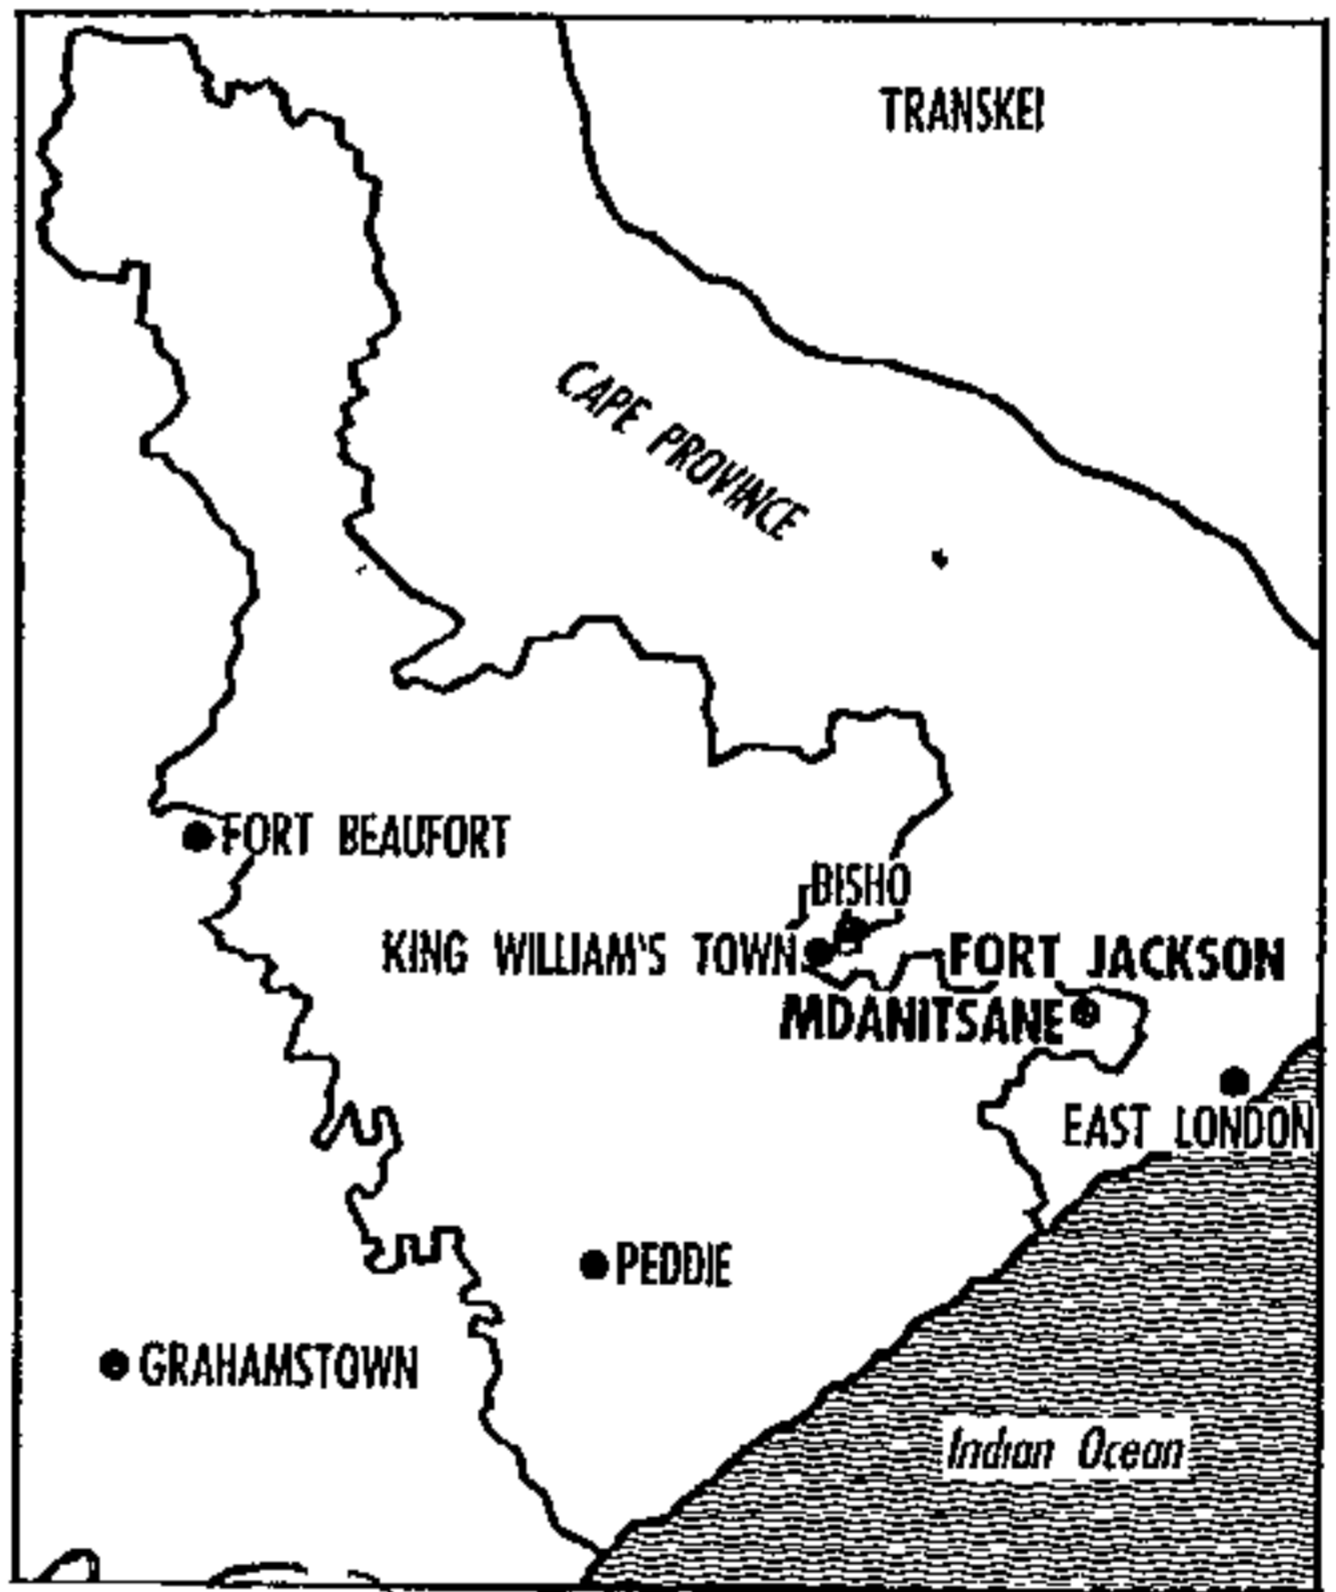 TRANSKEI
CAPE PROVINCE
FORT BEAUFORT
BISHO
KING WILLIAM'S TOWN
FORT JACKSON
MDANITSANE
EAST LONDON
PEDDIE
GRAHAMSTOWN
Indian Ocean